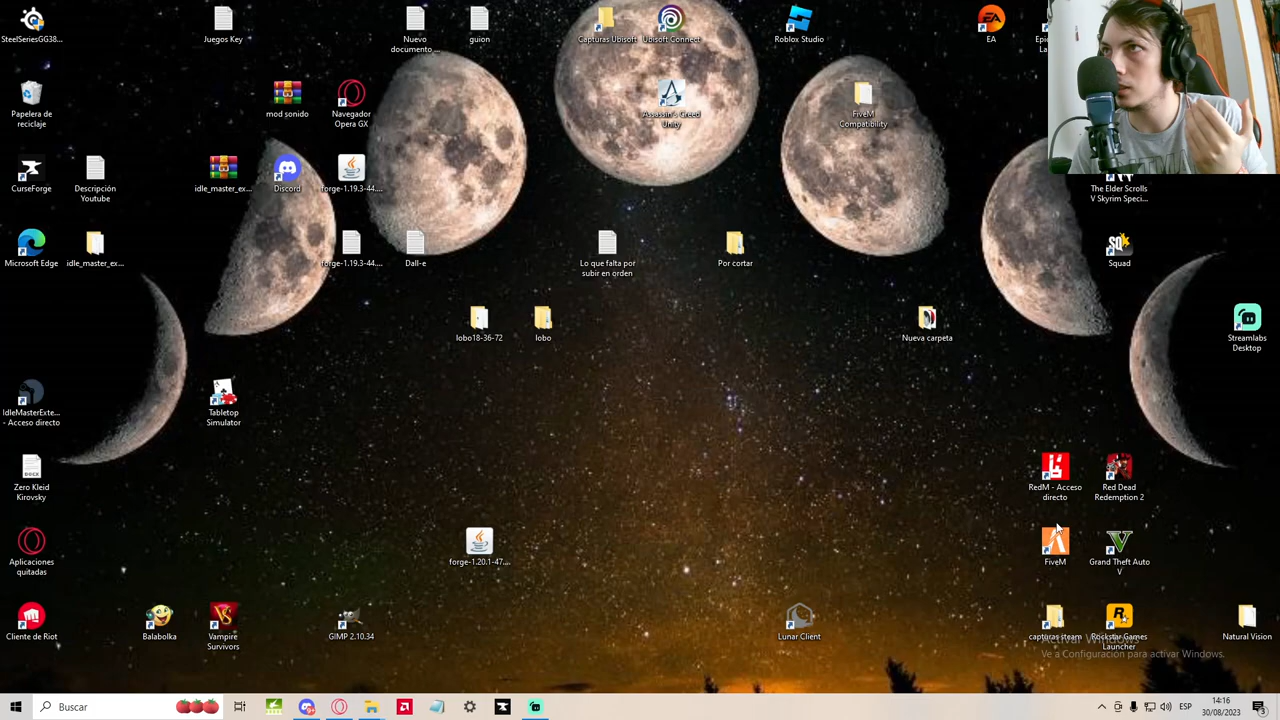 SteelSeriesGG38...
Juegos Key
Nuevo
documento ...
guion
Capturas Ubisoft
Ubisoft Connect
Roblox Studio
EA
Papelera de
reciclaje
mod sonido
Navegador
Opera GX
Assassin's Creed
Unity
FiveM
Compatibility
CurseForge
Descripción
Youtube
idle_master_ex...
Discord
forge-1.19.3-44....
The Elder Scrolls
V Skyrim Speci...
Microsoft Edge
idle_master_ex...
forge-1.19.3-44....
Dall-e
Lo que falta por
subir en orden
Por cortar
Squad
lobo18-36-72
lobo
Nueva carpeta
Streamlabs
Desktop
IdleMasterExte...
- Acceso directo
Tabletop
Simulator
Zero Kleid
Kirovsky
RedM - Acceso
directo
Red Dead
Redemption 2
Aplicaciones
quitadas
forge-1.20.1-47....
FiveM
Grand Theft Auto
V
Cliente de Riot
Balabolka
Vampire
Survivors
GIMP 2.10.34
Lunar Client
capturas steam
Rockstar Games
Launcher
Natural Vision
Activar Windows
Ve a Configuración para activar Windows.
Buscar
ESP
14:16
30/08/2023